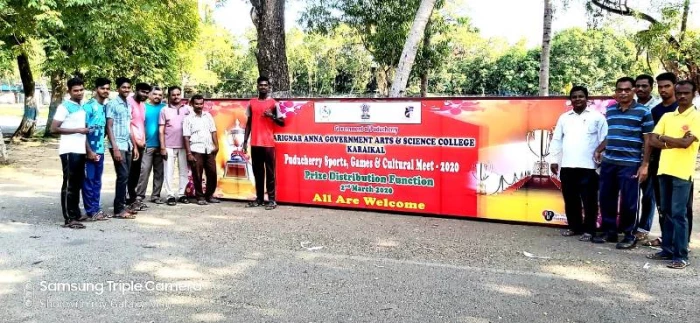 Government of Puducherry
ARIGNAR ANNA GOVERNMENT ARTS & SCIENCE COLLEGE
KARAIKAL
Puducherry Sports, Games & Cultural Meet - 2020
Prize Distribution Function
2nd March 2020
All Are Welcome
Samsung Triple Camera
Galaxy